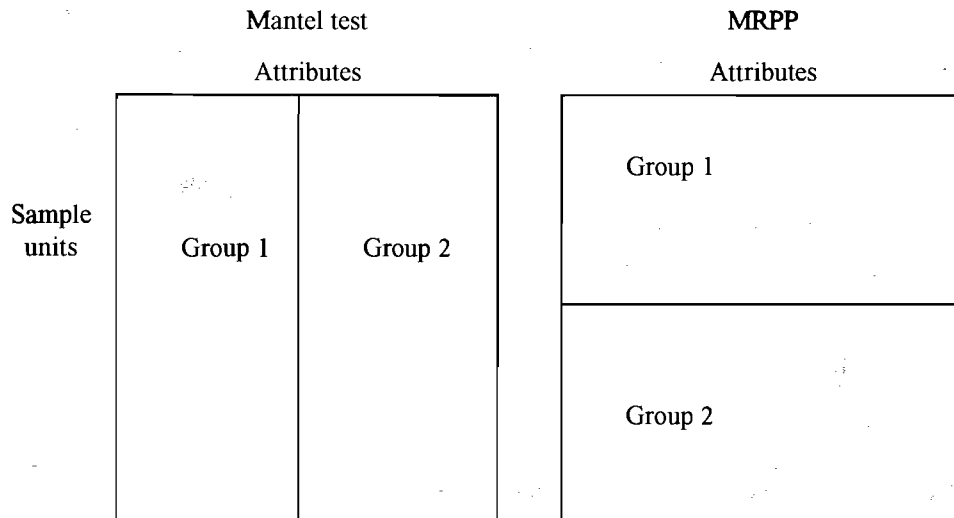 Mantel test
MRPP
Attributes
Attributes
Sample
units
Group 1
Group 2
Group 1
Group 2